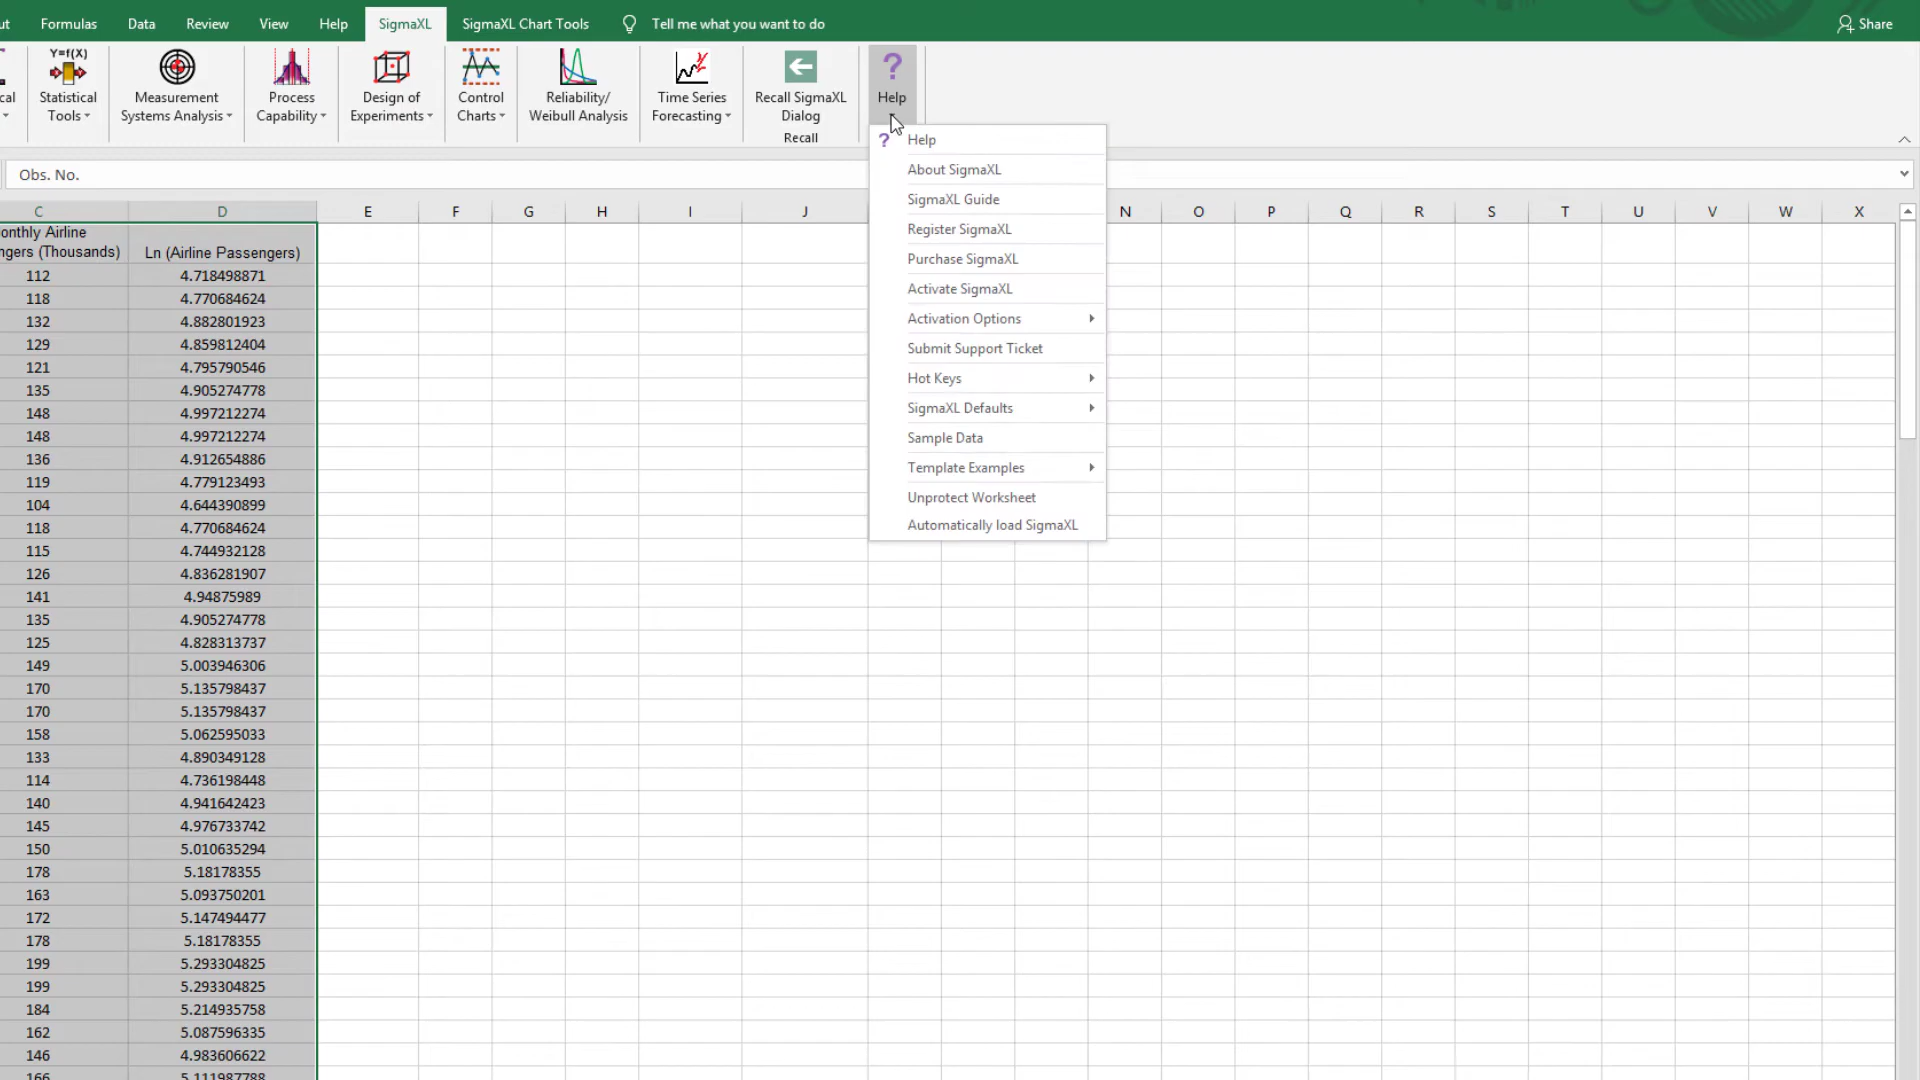 ut Formulas Data Review View Help SigmaXL SigmaXL Chart Tools Tell me what you want to do Share
Y=f(X)
cal Statistical Tools
Measurement Systems Analysis
Process Capability
Design of Experiments
Control Charts
Reliability/ Weibull Analysis
Time Series Forecasting
Recall SigmaXL Dialog
Recall
? Help
? Help
About SigmaXL
SigmaXL Guide
Register SigmaXL
Purchase SigmaXL
Activate SigmaXL
Activation Options
Submit Support Ticket
Hot Keys
SigmaXL Defaults
Sample Data
Template Examples
Unprotect Worksheet
Automatically load SigmaXL
Obs. No.
C D E F G H I J N O P Q R S T U V W X
onthly Airline
ngers (Thousands) Ln (Airline Passengers)
112 4.718498871
118 4.770684624
132 4.882801923
129 4.859812404
121 4.795790546
135 4.905274778
148 4.997212274
148 4.997212274
136 4.912654886
119 4.779123493
104 4.644390899
118 4.770684624
115 4.744932128
126 4.836281907
141 4.94875989
135 4.905274778
125 4.828313737
149 5.003946306
170 5.135798437
170 5.135798437
158 5.062595033
133 4.890349128
114 4.736198448
140 4.941642423
145 4.976733742
150 5.010635294
178 5.18178355
163 5.093750201
172 5.147494477
178 5.18178355
199 5.293304825
199 5.293304825
184 5.214935758
162 5.087596335
146 4.983606622
166 5.111987788